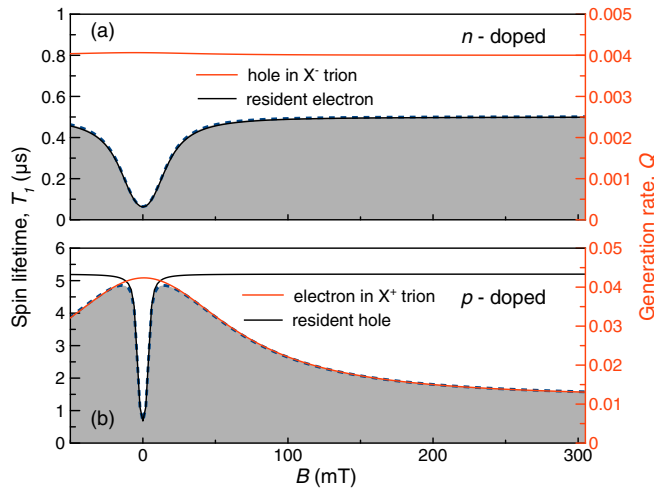 (a)
n - doped
hole in X⁻ trion
resident electron
1
0.8
0.6
0.4
0.2
0
0.005
0.004
0.003
0.002
0.001
0
Spin lifetime, T₁ (µs)
Generation rate, Q
p - doped
electron in X⁺ trion
resident hole
(b)
6
5
4
3
2
1
0
0.05
0.04
0.03
0.02
0.01
0
0
100
200
300
B (mT)